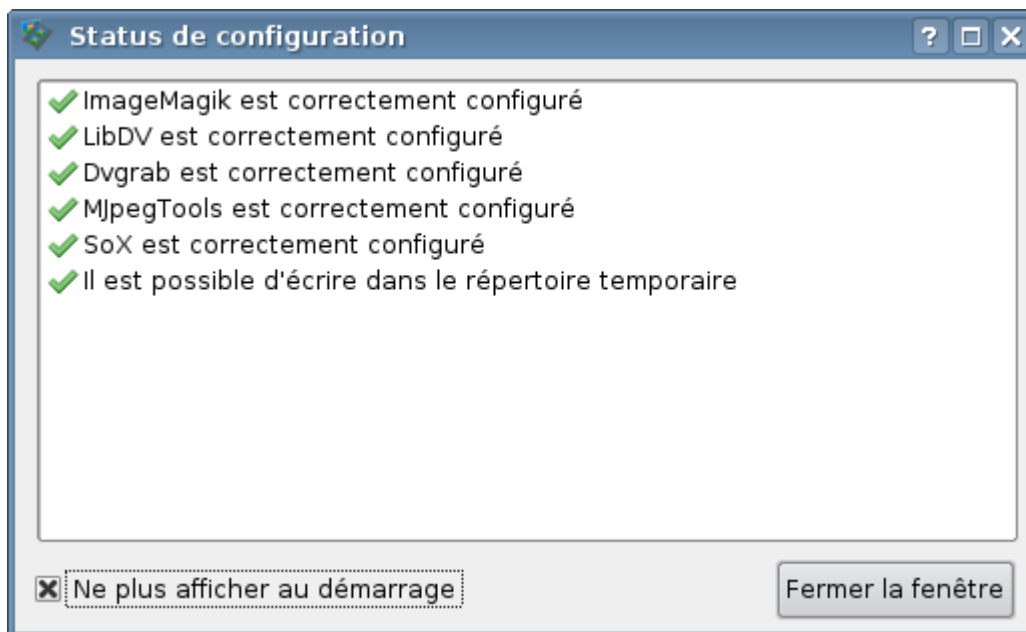 Status de configuration
ImageMagik est correctement configuré
LibDV est correctement configuré
Dvgrab est correctement configuré
MJpegTools est correctement configuré
SoX est correctement configuré
Il est possible d'écrire dans le répertoire temporaire
Ne plus afficher au démarrage
Fermer la fenêtre